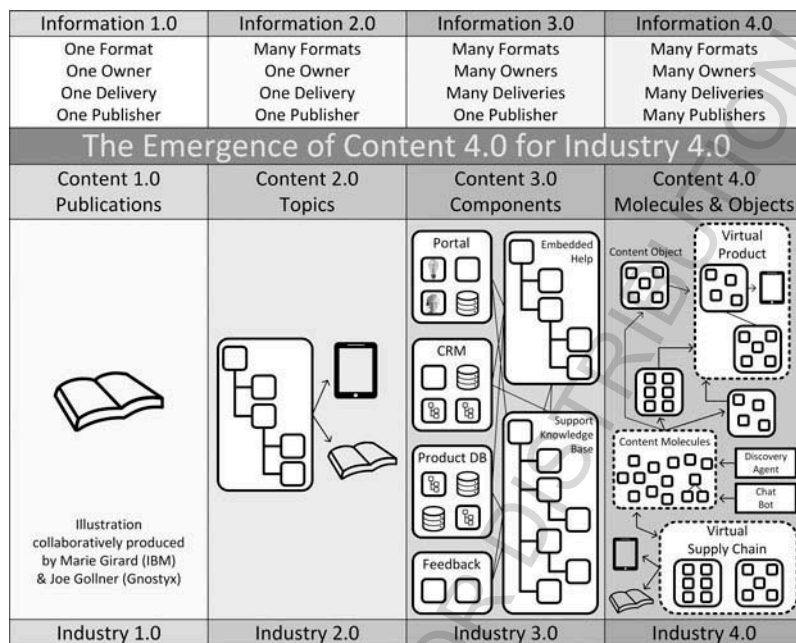 Information 1.0
Information 2.0
Information 3.0
Information 4.0
One Format
One Owner
One Delivery
One Publisher
Many Formats
One Owner
One Delivery
One Publisher
Many Formats
Many Owners
Many Deliveries
One Publisher
Many Formats
Many Owners
Many Deliveries
Many Publishers
The Emergence of Content 4.0 for Industry 4.0
Content 1.0
Publications
Content 2.0
Topics
Content 3.0
Components
Content 4.0
Molecules & Objects
Illustration
collaboratively produced
by Marie Girard (IBM)
& Joe Gollner (Gnostyx)
Portal
CRM
Product DB
Feedback
Embedded
Help
Support
Knowledge
Base
Content Object
Virtual
Product
Content Molecules
Discovery
Agent
Chat
Bot
Virtual
Supply Chain
Industry 1.0
Industry 2.0
Industry 3.0
Industry 4.0
OR DISTRIBUTION